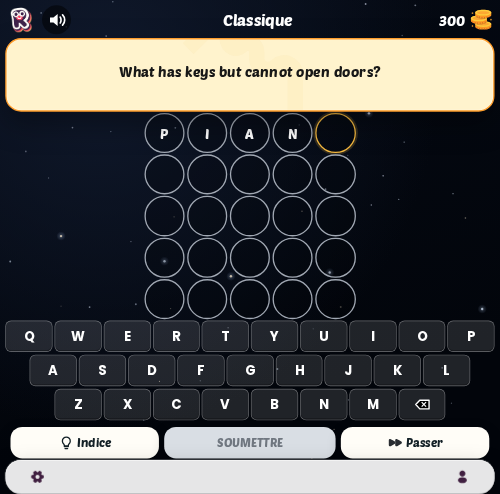 Classique
300
What has keys but cannot open doors?
P I A N
Q W E R T Y U I O P
A S D F G H J K L
Z X C V B N M
Indice SOUMETTRE Passer